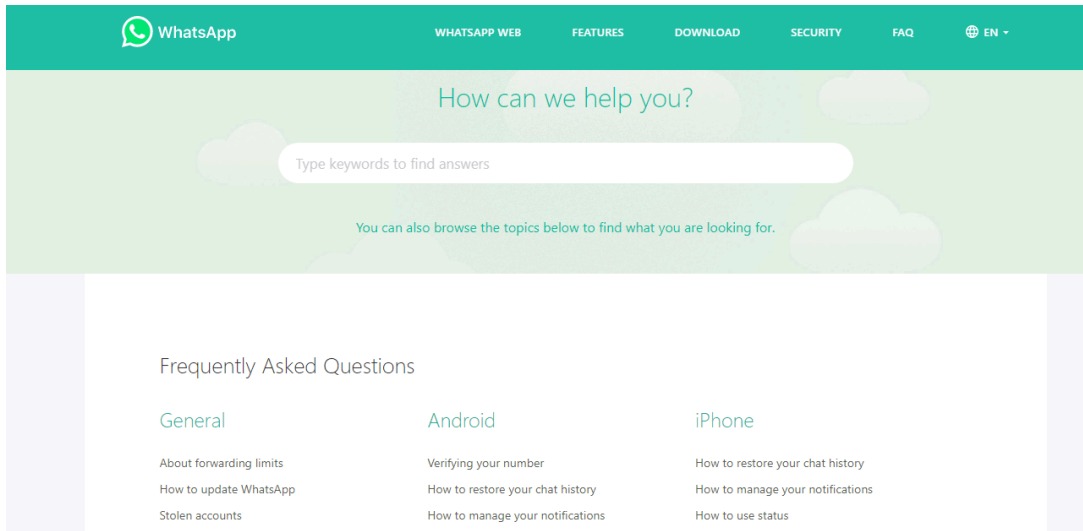 WhatsApp WHATSAPP WEB FEATURES DOWNLOAD SECURITY FAQ EN
How can we help you?
Type keywords to find answers
You can also browse the topics below to find what you are looking for.
Frequently Asked Questions
General Android iPhone
About forwarding limits Verifying your number How to restore your chat history
How to update WhatsApp How to restore your chat history How to manage your notifications
Stolen accounts How to manage your notifications How to use status